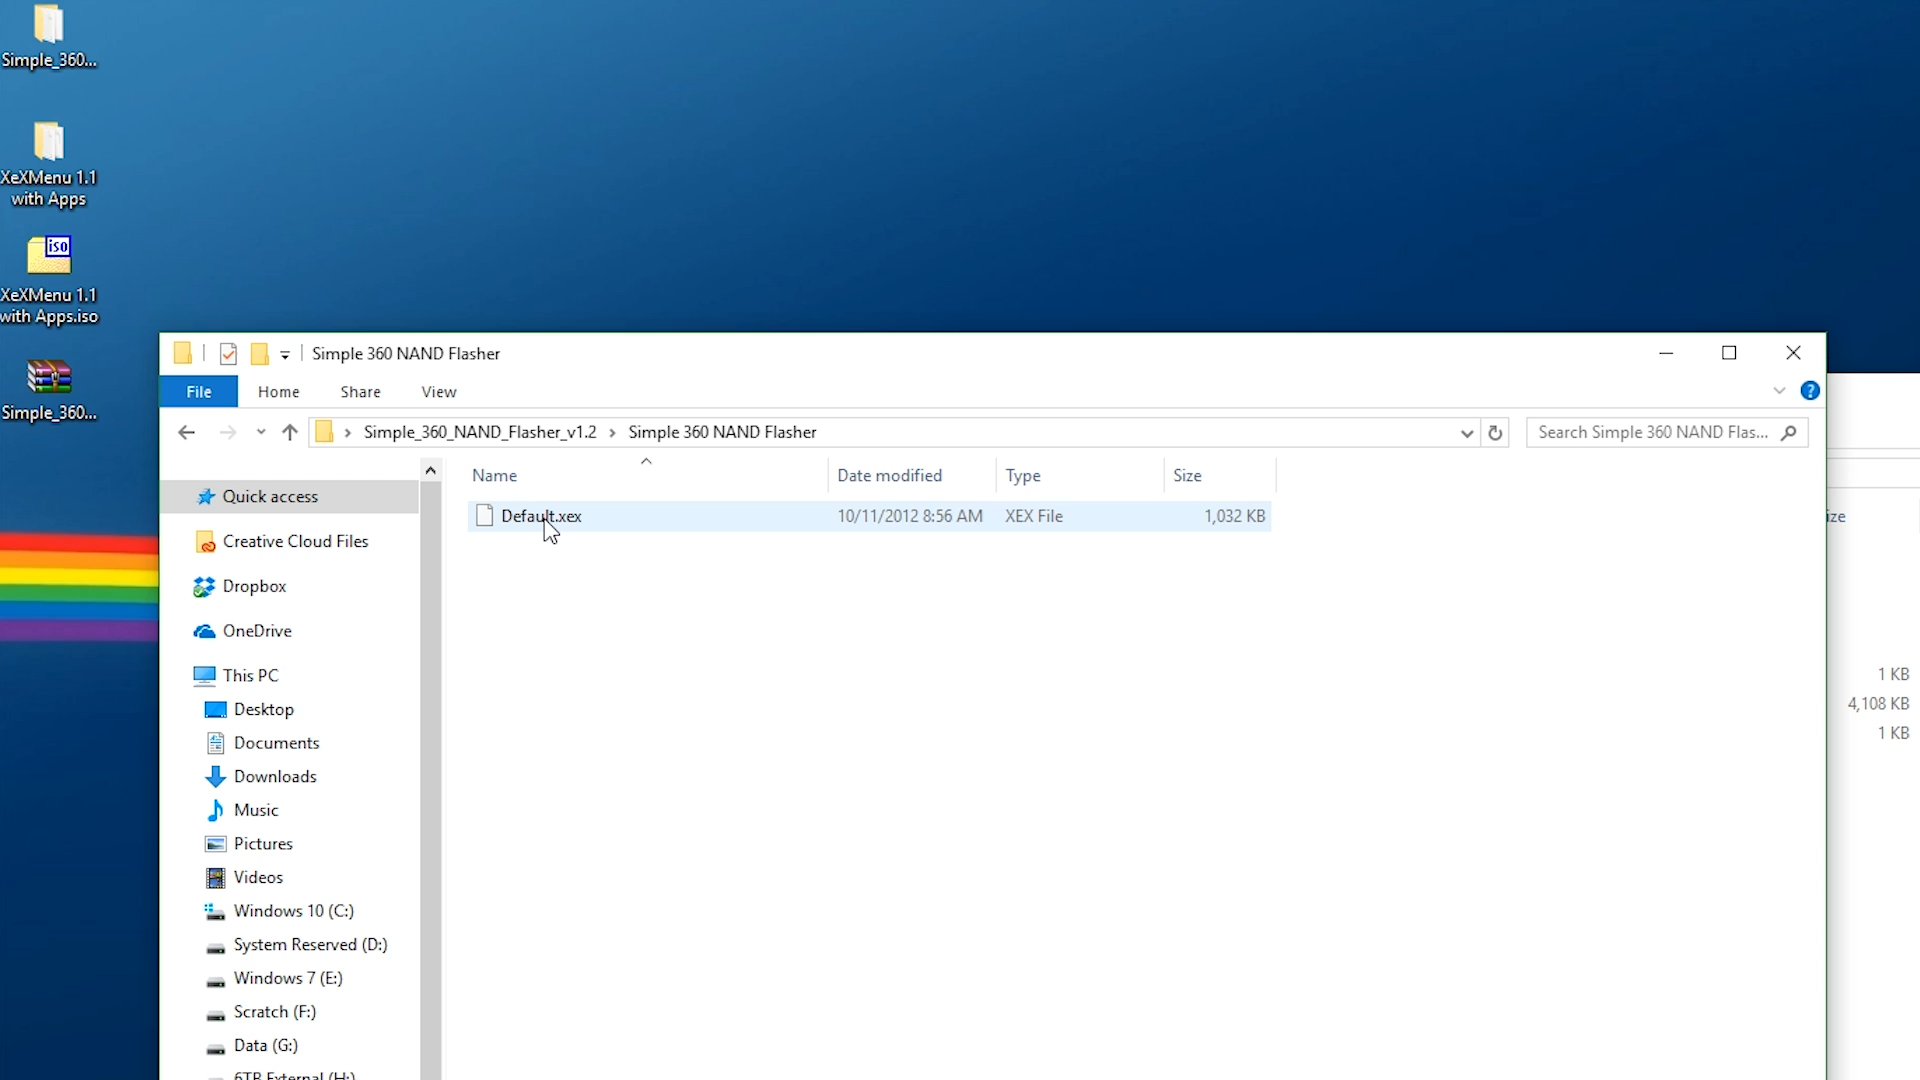 Simple_360...
XeXMenu 1.1
with Apps
iso
XeXMenu 1.1
with Apps.iso
Simple_360...
Simple 360 NAND Flasher
File Home Share View
?
Simple_360_NAND_Flasher_v1.2 > Simple 360 NAND Flasher
Search Simple 360 NAND Flas...
Name Date modified Type Size
Default.xex 10/11/2012 8:56 AM XEX File 1,032 KB
Quick access
Creative Cloud Files
Dropbox
OneDrive
This PC
Desktop
Documents
Downloads
Music
Pictures
Videos
Windows 10 (C:)
System Reserved (D:)
Windows 7 (E:)
Scratch (F:)
Data (G:)
6TB External (H:)
ize
1 KB
4,108 KB
1 KB